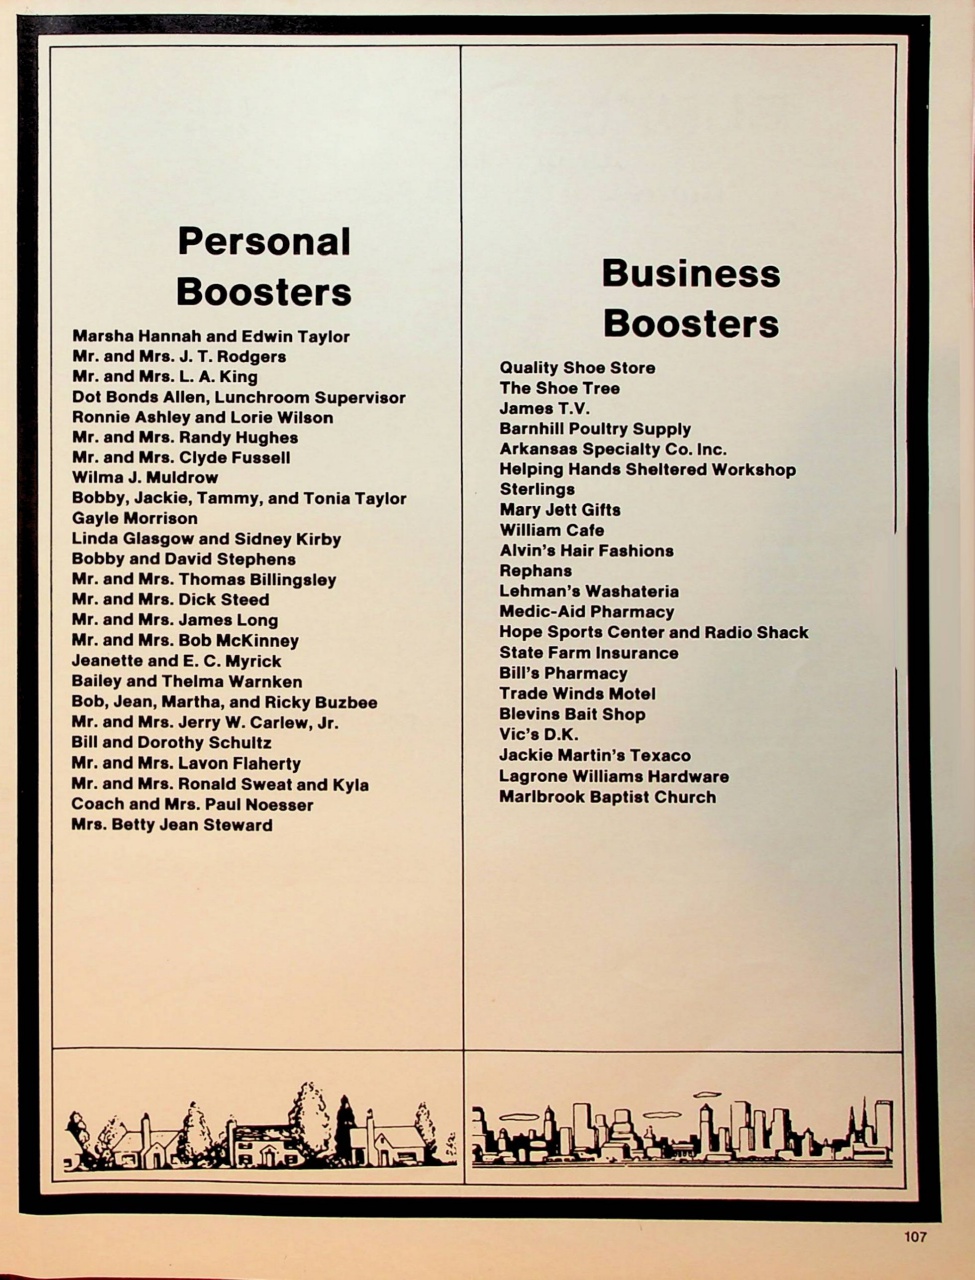 Personal
Boosters
Marsha Hannah and Edwin Taylor
Mr. and Mrs. J. T. Rodgers
Mr. and Mrs. L. A. King
Dot Bonds Allen, Lunchroom Supervisor
Ronnie Ashley and Lorie Wilson
Mr. and Mrs. Randy Hughes
Mr. and Mrs. Clyde Fussell
Wilma J. Muldrow
Bobby, Jackie, Tammy, and Tonia Taylor
Gayle Morrison
Linda Glasgow and Sidney Kirby
Bobby and David Stephens
Mr. and Mrs. Thomas Billingsley
Mr. and Mrs. Dick Steed
Mr. and Mrs. James Long
Mr. and Mrs. Bob McKinney
Jeanette and E. C. Myrick
Bailey and Thelma Warnken
Bob, Jean, Martha, and Ricky Buzbee
Mr. and Mrs. Jerry W. Carlew, Jr.
Bill and Dorothy Schultz
Mr. and Mrs. Lavon Flaherty
Mr. and Mrs. Ronald Sweat and Kyla
Coach and Mrs. Paul Noesser
Mrs. Betty Jean Steward
Business
Boosters
Quality Shoe Store
The Shoe Tree
James T.V.
Barnhill Poultry Supply
Arkansas Specialty Co. Inc.
Helping Hands Sheltered Workshop
Sterlings
Mary Jett Gifts
William Cafe
Alvin's Hair Fashions
Rephans
Lehman's Washateria
Medic-Aid Pharmacy
Hope Sports Center and Radio Shack
State Farm Insurance
Bill's Pharmacy
Trade Winds Motel
Blevins Bait Shop
Vic's D.K.
Jackie Martin's Texaco
Lagrone Williams Hardware
Marlbrook Baptist Church
107